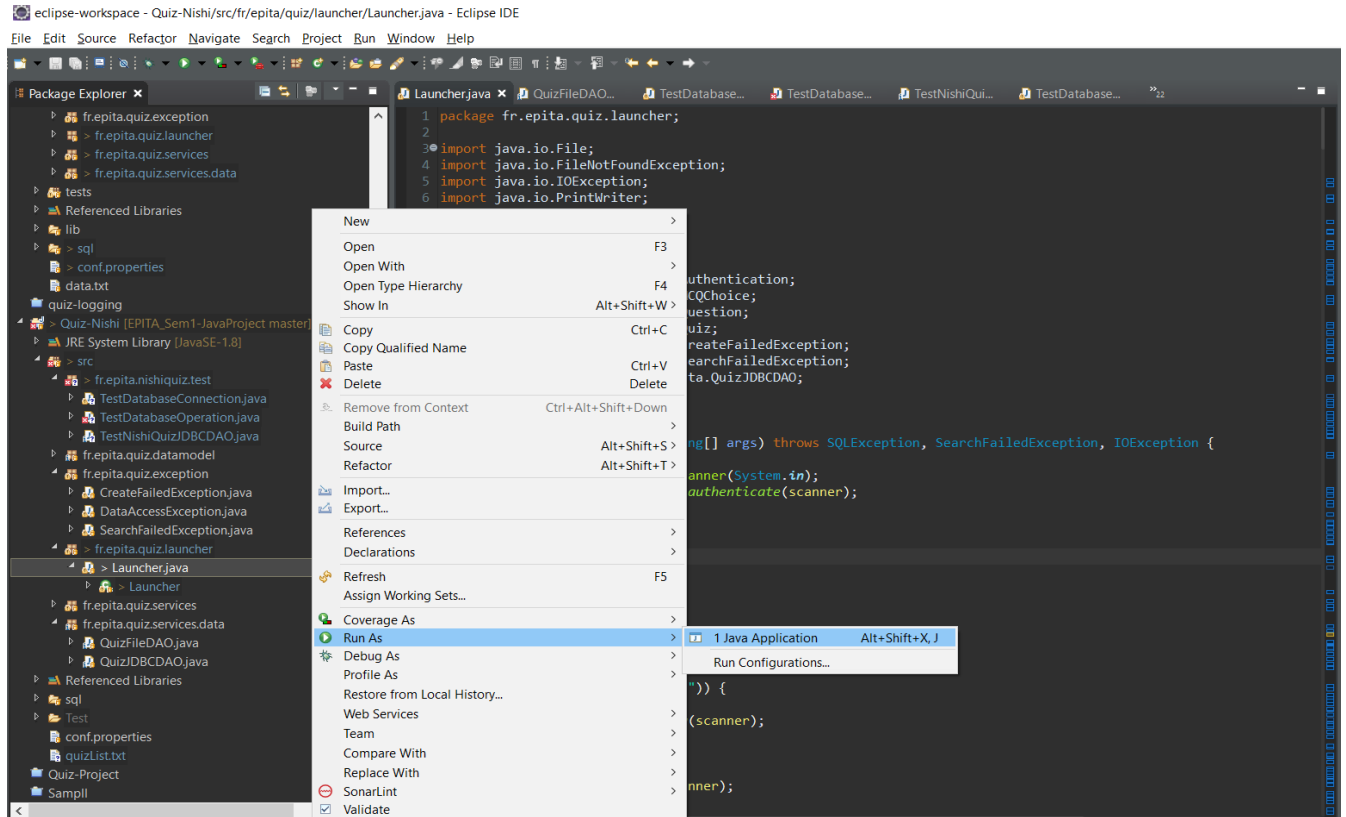 eclipse-workspace - Quiz-Nishi/src/fr/epita/quiz/launcher/Launcher.java - Eclipse IDE
File Edit Source Refactor Navigate Search Project Run Window Help
Package Explorer
fr.epita.quiz.exception
> fr.epita.quiz.launcher
> fr.epita.quiz.services
> fr.epita.quiz.services.data
tests
Referenced Libraries
lib
> sql
> conf.properties
data.txt
quiz-logging
> Quiz-Nishi [EPITA_Sem1-JavaProject master]
JRE System Library [JavaSE-1.8]
> src
> fr.epita.nishiquiz.test
TestDatabaseConnection.java
TestDatabaseOperation.java
TestNishiQuizJDBCDAO.java
fr.epita.quiz.datamodel
fr.epita.quiz.exception
CreateFailedException.java
DataAccessException.java
SearchFailedException.java
> fr.epita.quiz.launcher
> Launcher.java
> Launcher
fr.epita.quiz.services
fr.epita.quiz.services.data
QuizFileDAO.java
QuizJDBCDAO.java
Referenced Libraries
sql
Test
conf.properties
quizList.txt
Quiz-Project
Sampll
Launcher.java QuizFileDAO... TestDatabase... TestDatabase... TestNishiQui... TestDatabase... »22
1 package fr.epita.quiz.launcher;
2
3 import java.io.File;
4 import java.io.FileNotFoundException;
5 import java.io.IOException;
6 import java.io.PrintWriter;
uthentication;
CQChoice;
uestion;
uiz;
reateFailedException;
earchFailedException;
ta.QuizJDBCDAO;
ng[] args) throws SQLException, SearchFailedException, IOException {
anner(System.in);
authenticate(scanner);
")) {
(scanner);
nner);
New
Open F3
Open With
Open Type Hierarchy F4
Show In Alt+Shift+W
Copy Ctrl+C
Copy Qualified Name
Paste Ctrl+V
Delete Delete
Remove from Context Ctrl+Alt+Shift+Down
Build Path
Source Alt+Shift+S
Refactor Alt+Shift+T
Import...
Export...
References
Declarations
Refresh F5
Assign Working Sets...
Coverage As
Run As
Debug As
Profile As
Restore from Local History...
Web Services
Team
Compare With
Replace With
SonarLint
Validate
1 Java Application Alt+Shift+X, J
Run Configurations...